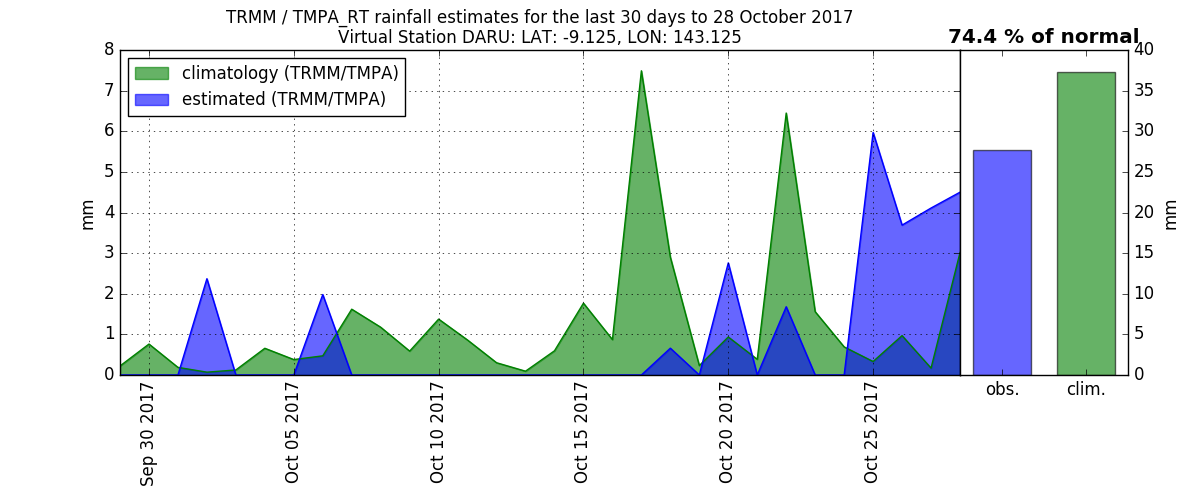 TRMM / TMPA_RT rainfall estimates for the last 30 days to 28 October 2017
Virtual Station DARU: LAT: -9.125, LON: 143.125
74.4 % of normal
climatology (TRMM/TMPA)
estimated (TRMM/TMPA)
8
7
6
5
4
3
2
1
0
mm
Sep 30 2017
Oct 05 2017
Oct 10 2017
Oct 15 2017
Oct 20 2017
Oct 25 2017
obs.
clim.
40
35
30
25
20
15
10
5
0
mm